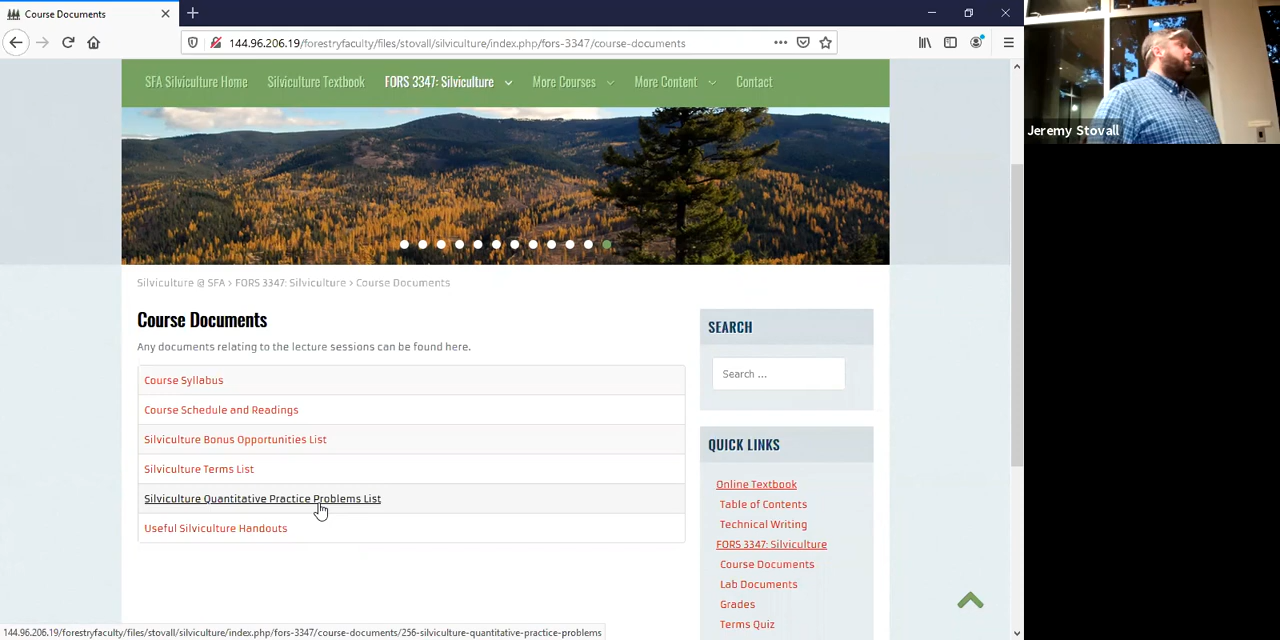 Course Documents
144.96.206.19/forestryfaculty/files/stovall/silviculture/index.php/fors-3347/course-documents
SFA Silviculture Home Silviculture Textbook FORS 3347: Silviculture More Courses More Content Contact
Jeremy Stovall
Silviculture @ SFA > FORS 3347: Silviculture > Course Documents
Course Documents
Any documents relating to the lecture sessions can be found here.
Course Syllabus
Course Schedule and Readings
Silviculture Bonus Opportunities List
Silviculture Terms List
Silviculture Quantitative Practice Problems List
Useful Silviculture Handouts
SEARCH
Search ...
QUICK LINKS
Online Textbook
Table of Contents
Technical Writing
FORS 3347: Silviculture
Course Documents
Lab Documents
Grades
Terms Quiz
144.96.206.19/forestryfaculty/files/stovall/silviculture/index.php/fors-3347/course-documents/256-silviculture-quantitative-practice-problems